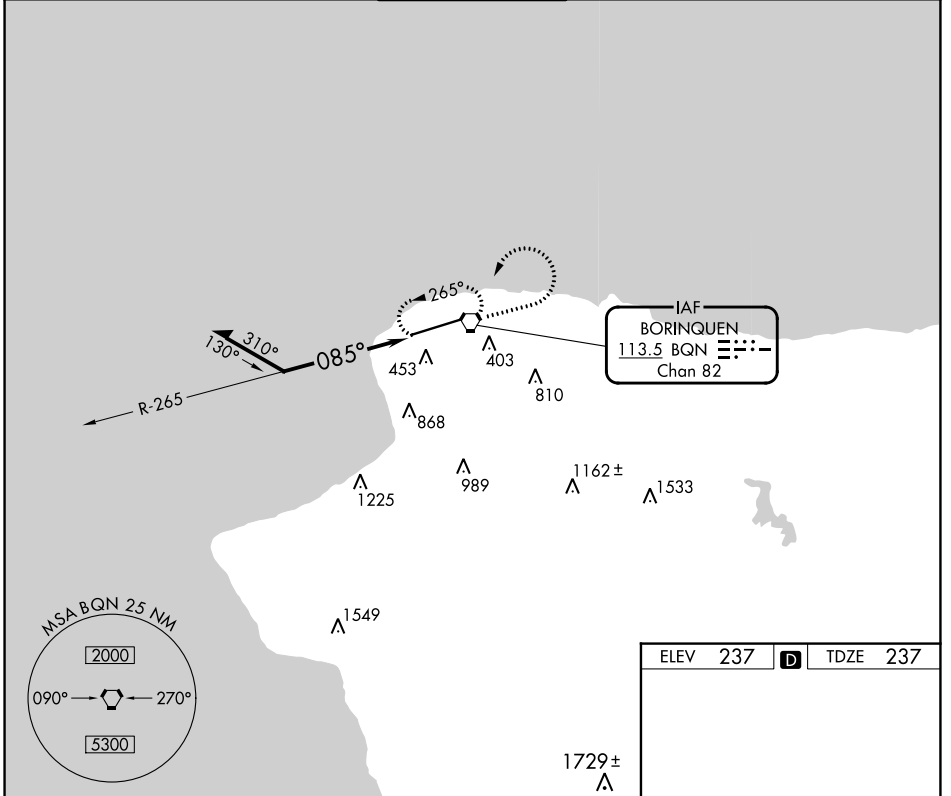 265°
IAF
BORINQUEN
113.5 BQN
Chan 82
310°
130°
085°
453
403
810
R-265
868
989
1162±
1533
1225
1549
MSA BQN 25 NM
2000
090°
270°
5300
ELEV 237 D TDZE 237
1729±